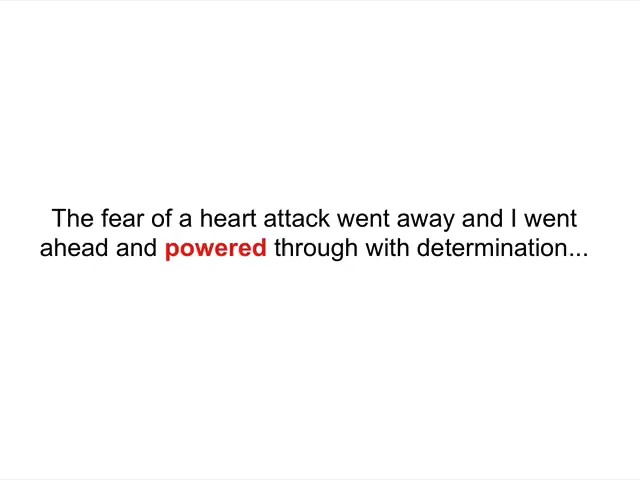 The fear of a heart attack went away and I went
ahead and powered through with determination...